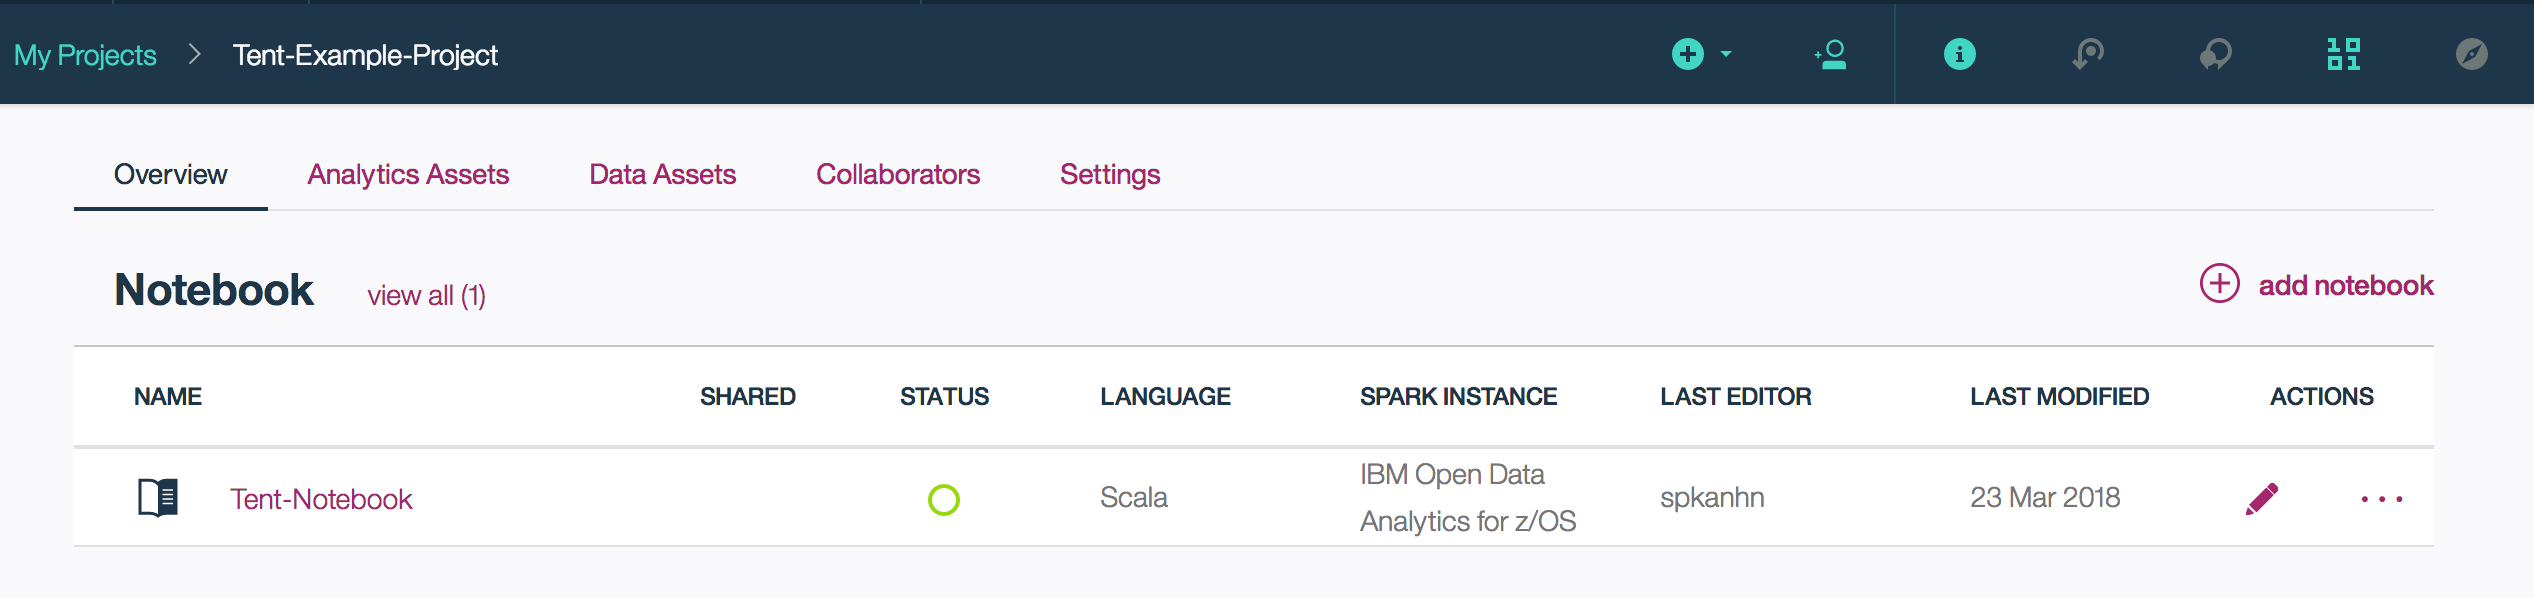 My Projects > Tent-Example-Project
Overview Analytics Assets Data Assets Collaborators Settings
Notebook view all (1) add notebook
NAME SHARED STATUS LANGUAGE SPARK INSTANCE LAST EDITOR LAST MODIFIED ACTIONS
Tent-Notebook Scala IBM Open Data Analytics for z/OS spkanhn 23 Mar 2018